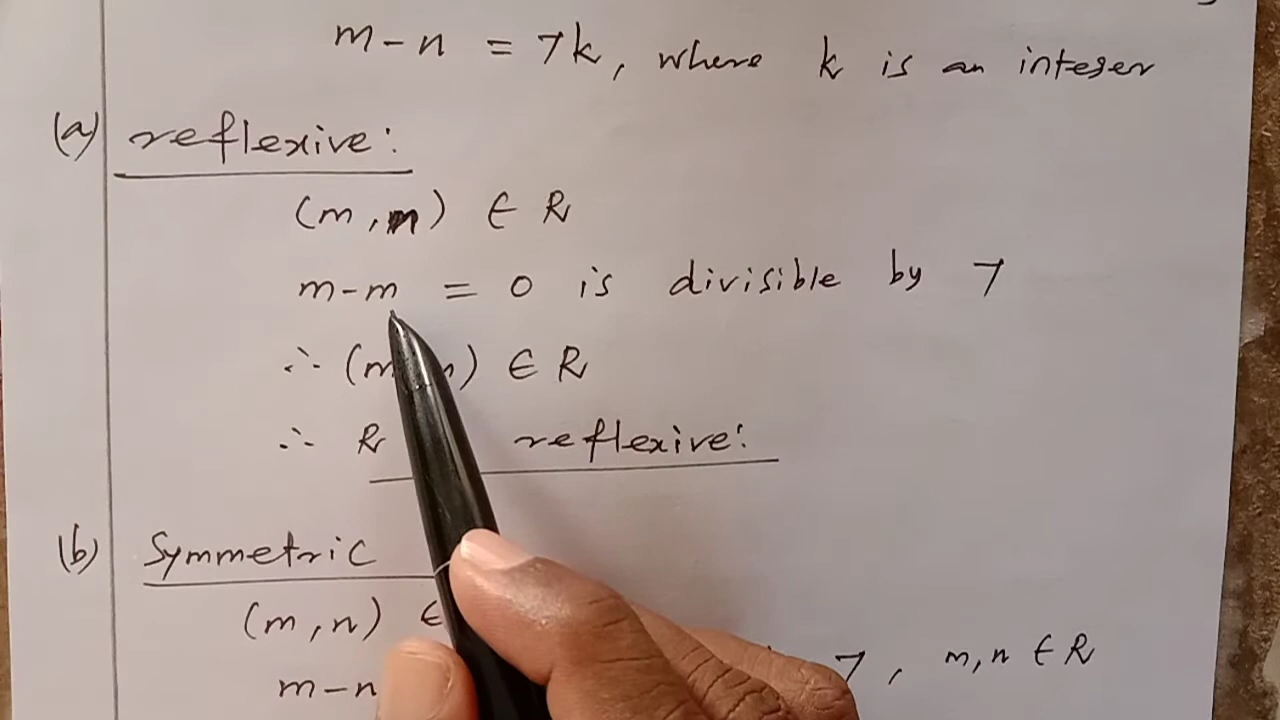 m - n = 7k, where k is an integer
(a) reflexive:
(m, m) ∈ R
m-m = 0 is divisible by 7
∴ (m ) ∈ R
∴ R reflexive:
(b) Symmetric
(m, n) ∈
m-n 7, m,n ∈ R